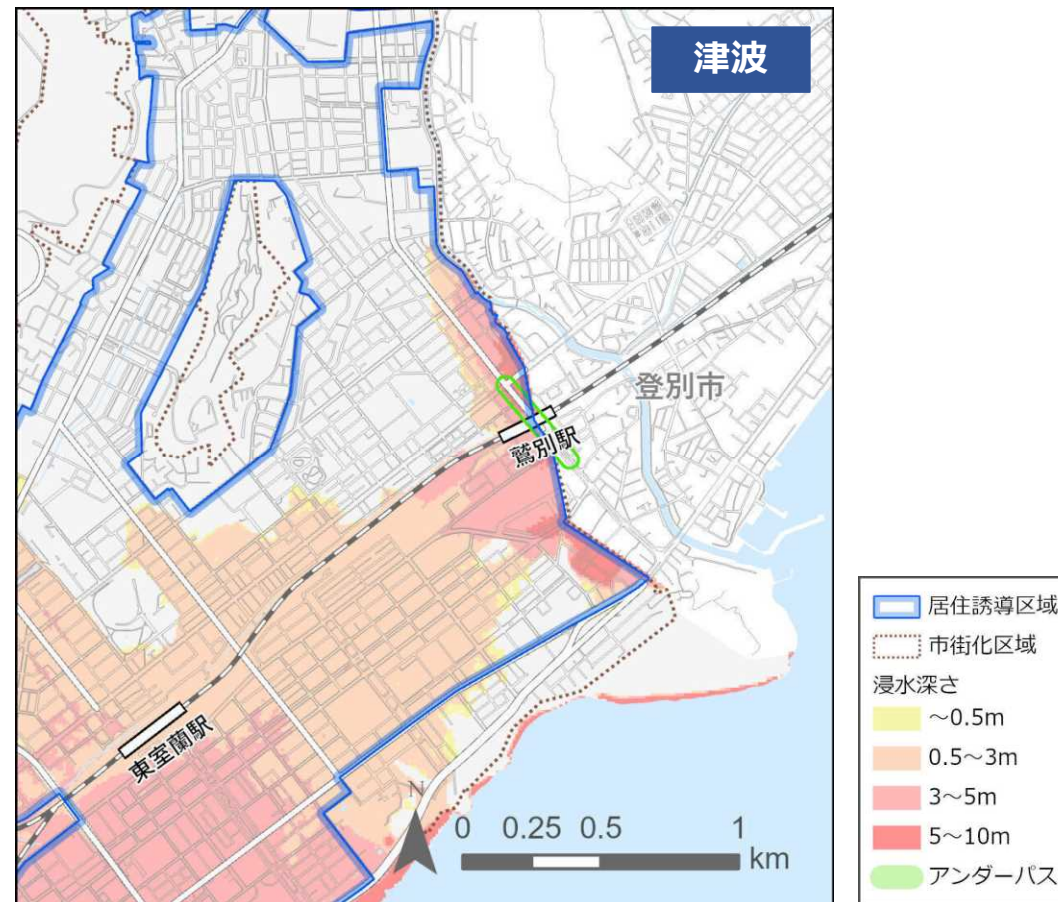 津波
登別市
鷲別駅
東室蘭駅
N
0 0.25 0.5 1
km
居住誘導区域
市街化区域
浸水深さ
～0.5m
0.5～3m
3～5m
5～10m
アンダーパス